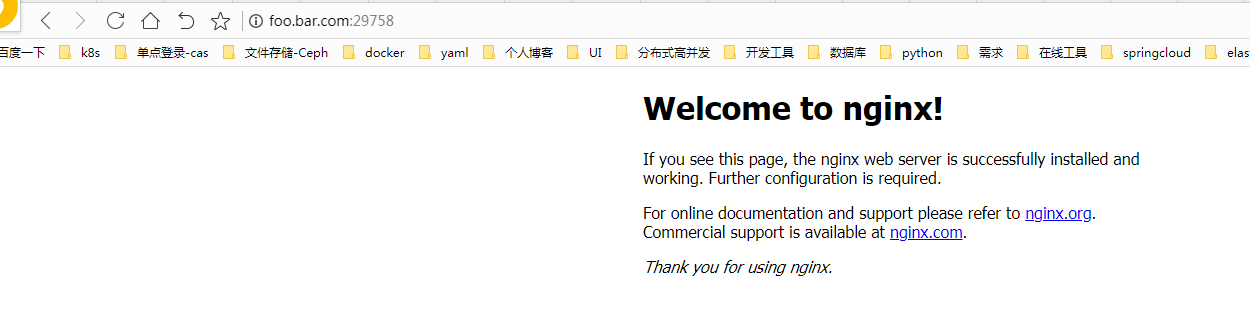 foo.bar.com:29758
百度一下 k8s 单点登录-cas 文件存储-Ceph docker yaml 个人博客 UI 分布式高并发 开发工具 数据库 python 需求 在线工具 springcloud elas
Welcome to nginx!
If you see this page, the nginx web server is successfully installed and
working. Further configuration is required.
For online documentation and support please refer to nginx.org.
Commercial support is available at nginx.com.
Thank you for using nginx.